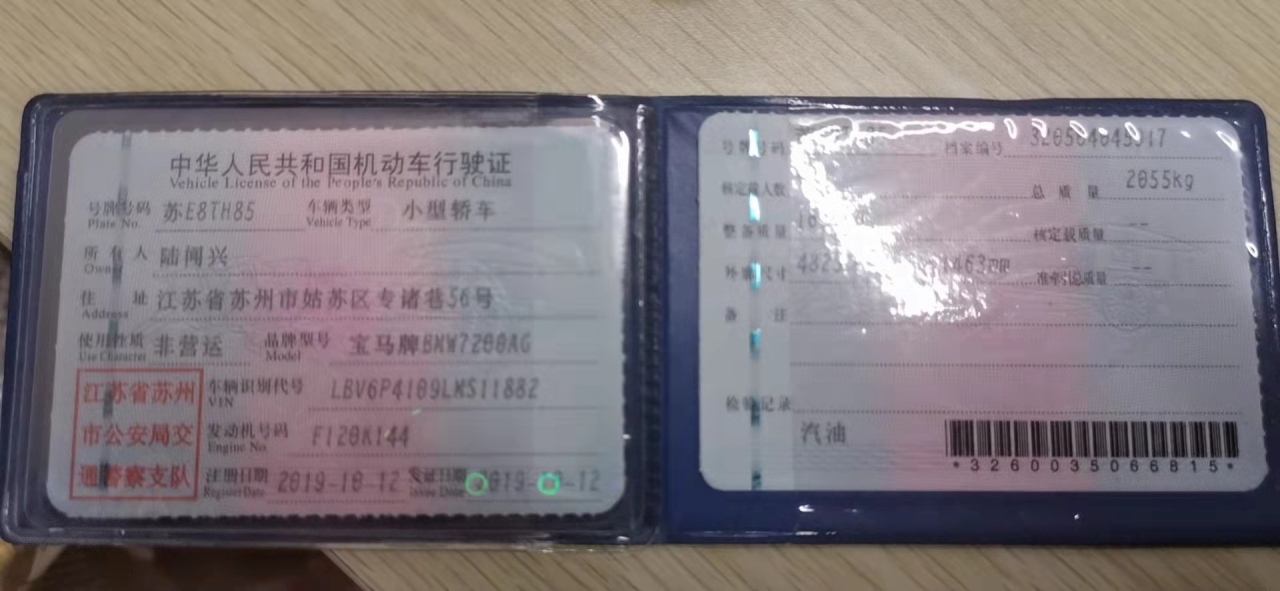 中华人民共和国机动车行驶证
Vehicle License of the People's Republic of China
号牌号码 苏E8TH85 车辆类型 小型轿车
Plate No. Vehicle Type
所有人 陆闻兴
Owner
住址 江苏省苏州市姑苏区专诸巷56号
Address
使用性质 非营运 品牌型号 宝马牌BMW7200AG
Use Character Model
江苏省苏州
市公安局交
通警察支队
车辆识别代号 LBV6P4109LMS11882
VIN
发动机号码 F120K144
Engine No.
注册日期 2019-10-12 发证日期
Register Date Issue Date
号牌号码 档案编号
核定载人数 总质量 2055kg
整备质量 核定载质量 --
外廓尺寸 1463mm 准牵引总质量 --
备注
检验记录
汽油
*3260035066815*